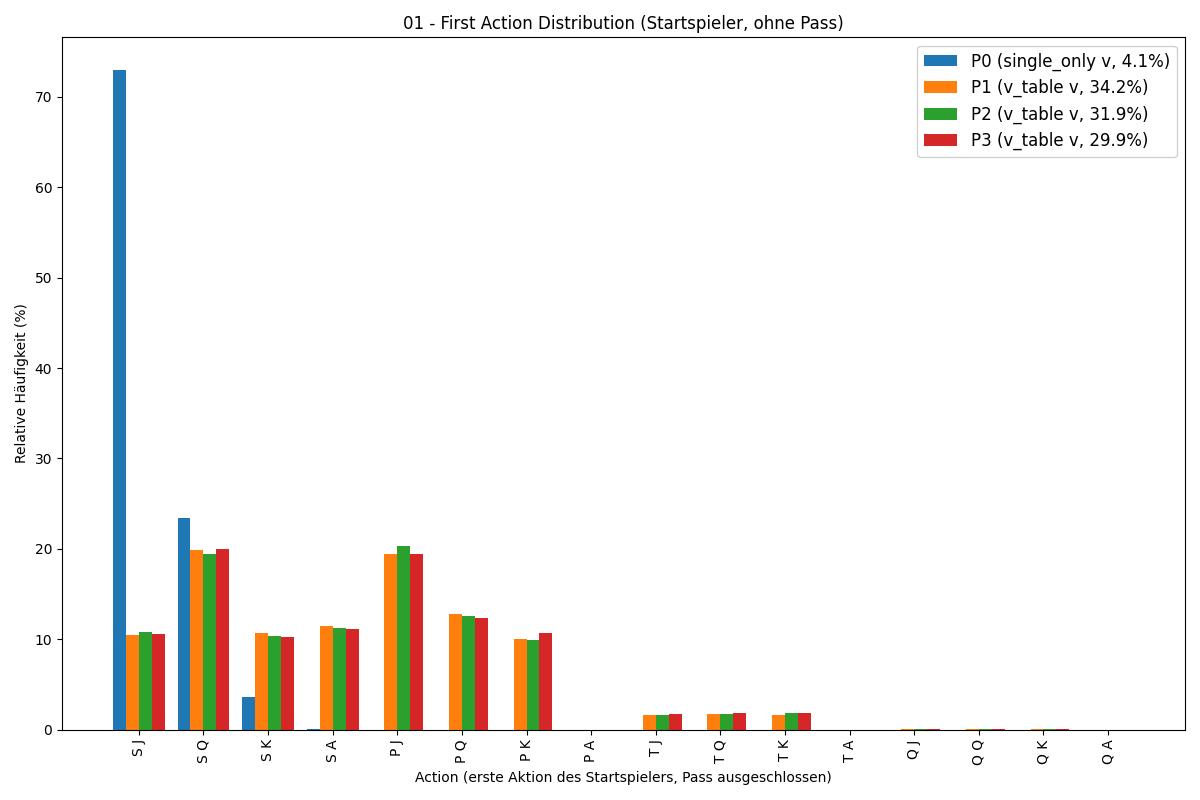 01 - First Action Distribution (Startspieler, ohne Pass)
P0 (single_only v, 4.1%)
P1 (v_table v, 34.2%)
P2 (v_table v, 31.9%)
P3 (v_table v, 29.9%)
Relative Häufigkeit (%)
70
60
50
40
30
20
10
0
S J
S Q
S K
S A
P J
P Q
P K
P A
T J
T Q
T K
T A
Q J
Q Q
Q K
Q A
Action (erste Aktion des Startspielers, Pass ausgeschlossen)